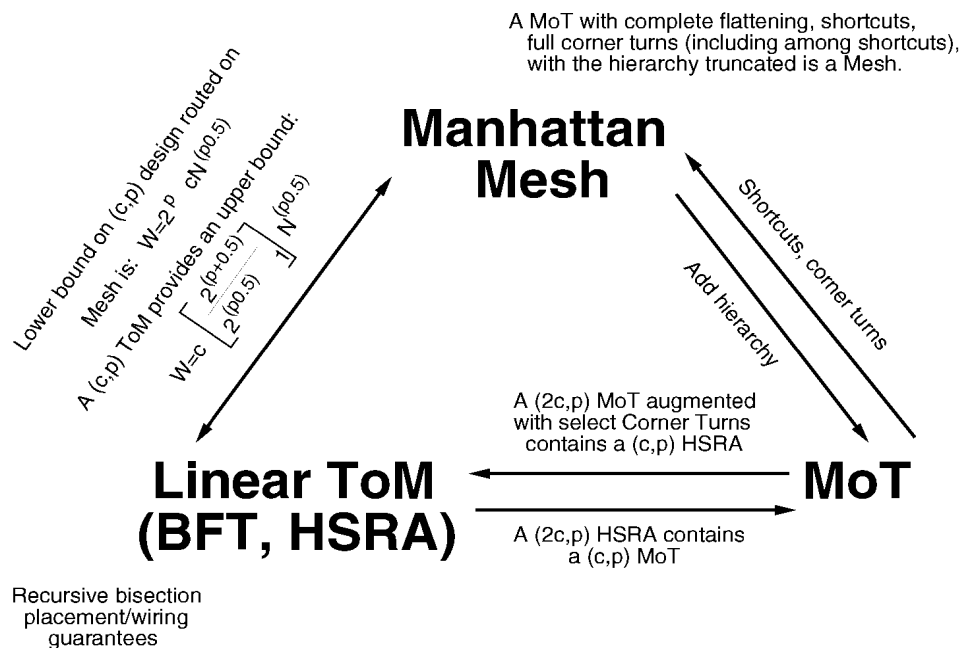 A MoT with complete flattening, shortcuts,
full corner turns (including among shortcuts),
with the hierarchy truncated is a Mesh.
Manhattan
Mesh
Lower bound on (c,p) design routed on
Mesh is: W=2^p cN^(p0.5)
A (c,p) ToM provides an upper bound:
W=c [2^(p+0.5) / 2^(p0.5) 1] N^(p0.5)
Shortcuts, corner turns
Add hierarchy
A (2c,p) MoT augmented
with select Corner Turns
contains a (c,p) HSRA
Linear ToM
(BFT, HSRA)
MoT
A (2c,p) HSRA contains
a (c,p) MoT
Recursive bisection
placement/wiring
guarantees